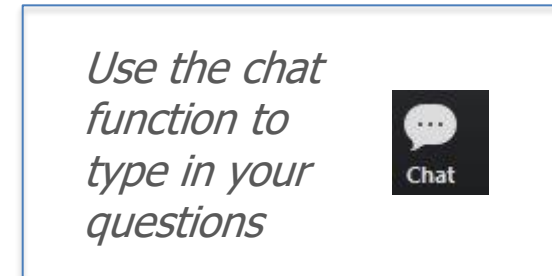 Use the chat
function to
type in your
questions
Chat